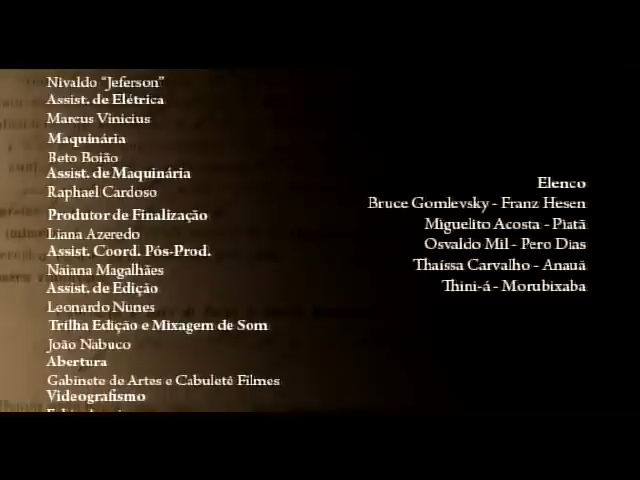 Nivaldo "Jeferson"
Assist. de Elétrica
Marcus Vinicius
Maquinária
Beto Boião
Assist. de Maquinária
Raphael Cardoso
Produtor de Finalização
Liana Azeredo
Assist. Coord. Pós-Prod.
Naiana Magalhães
Assist. de Edição
Leonardo Nunes
Trilha Edição e Mixagem de Som
João Nabuco
Abertura
Gabinete de Artes e Cabuletê Filmes
Videografismo
Elenco
Bruce Gomlevsky - Franz Hesen
Miguelito Acosta - Piatã
Osvaldo Mil - Pero Dias
Thaíssa Carvalho - Anauã
Thini-á - Morubixaba